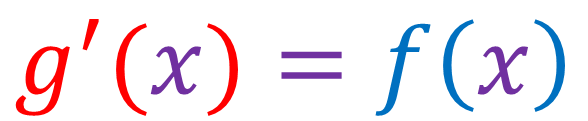 g′(x) = f(x)